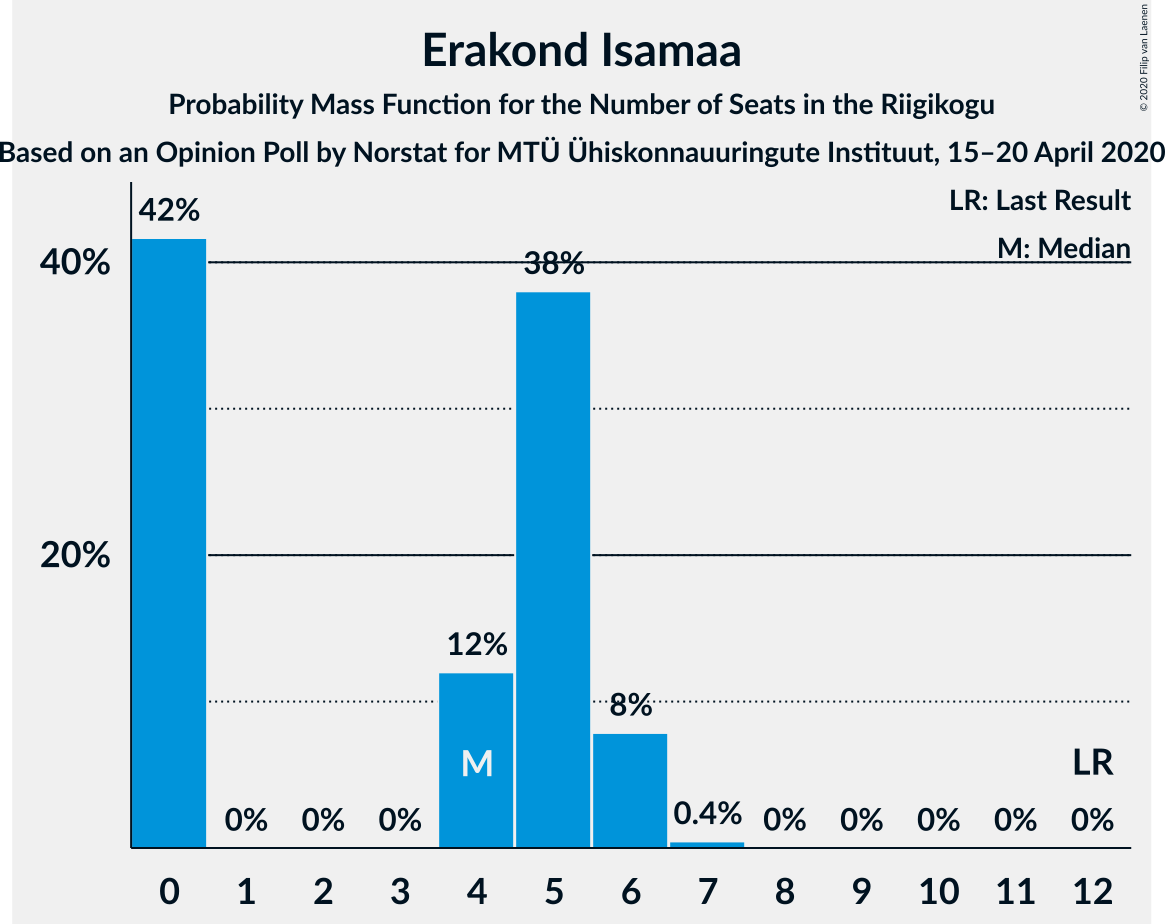 Erakond Isamaa
Probability Mass Function for the Number of Seats in the Riigikogu
Based on an Opinion Poll by Norstat for MTÜ Ühiskonnauuringute Instituut, 15–20 April 2020
© 2020 Filip van Laenen
LR: Last Result
M: Median
42%
40%
38%
20%
12%
8%
M
LR
0% 0% 0% 0.4% 0% 0% 0% 0% 0%
0 1 2 3 4 5 6 7 8 9 10 11 12